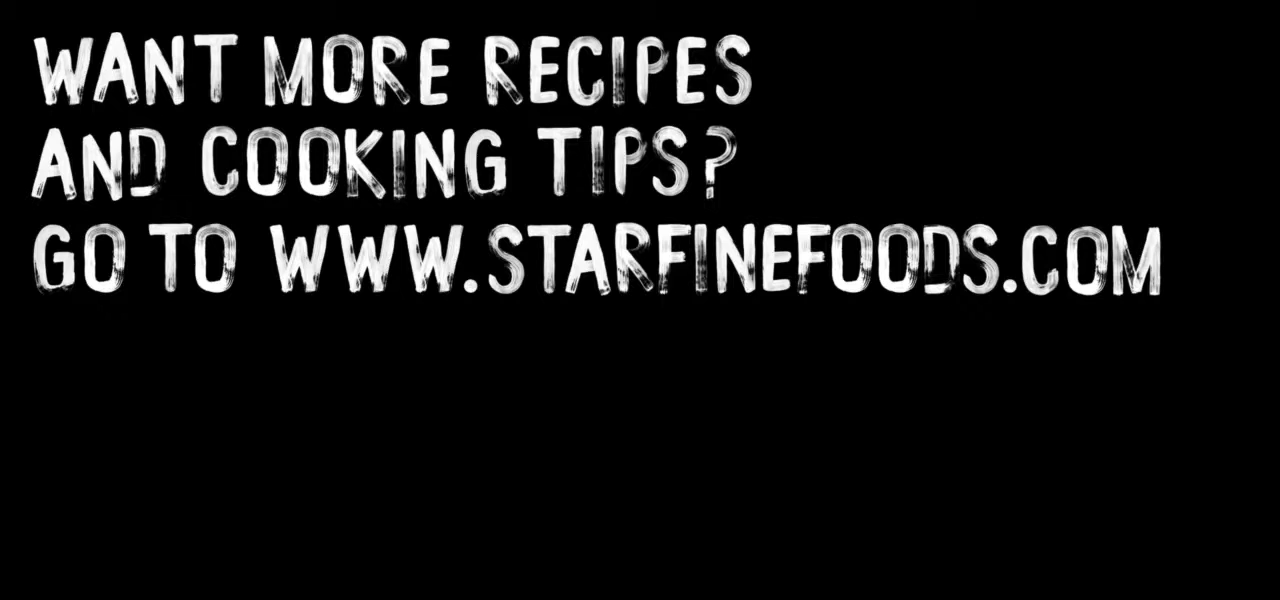 WANT MORE RECIPES
AND COOKING TIPS?
GO TO WWW.STARFINEFOODS.COM